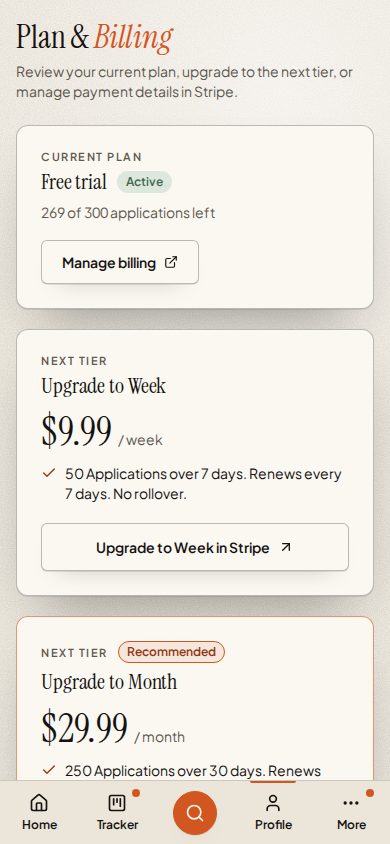 Plan & Billing
Review your current plan, upgrade to the next tier, or
manage payment details in Stripe.
CURRENT PLAN
Free trial Active
269 of 300 applications left
Manage billing
NEXT TIER
Upgrade to Week
$9.99 / week
50 Applications over 7 days. Renews every
7 days. No rollover.
Upgrade to Week in Stripe
NEXT TIER Recommended
Upgrade to Month
$29.99 / month
250 Applications over 30 days. Renews
Home Tracker Profile More